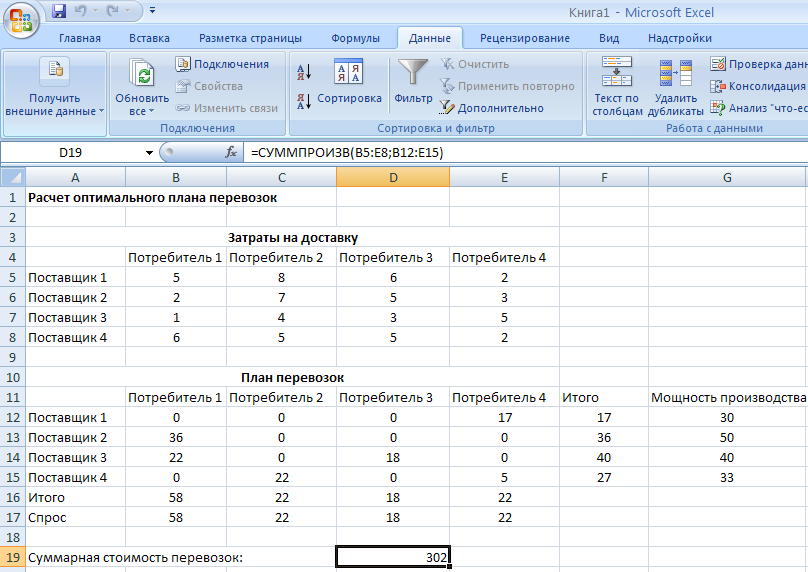 Книга1 - Microsoft Excel
Главная Вставка Разметка страницы Формулы Данные Рецензирование Вид Надстройки
Получить внешние данные
Обновить все
Подключения
Свойства
Изменить связи
Подключения
Сортировка
Фильтр
Очистить
Применить повторно
Дополнительно
Сортировка и фильтр
Текст по столбцам
Удалить дубликаты
Проверка данн
Консолидация
Анализ "что-ес
Работа с данными
D19 fx =СУММПРОИЗВ(B5:E8;B12:E15)
A B C D E F G
1 Расчет оптимального плана перевозок
2
3 Затраты на доставку
4 Потребитель 1 Потребитель 2 Потребитель 3 Потребитель 4
5 Поставщик 1 5 8 6 2
6 Поставщик 2 2 7 5 3
7 Поставщик 3 1 4 3 5
8 Поставщик 4 6 5 5 2
9
10 План перевозок
11 Потребитель 1 Потребитель 2 Потребитель 3 Потребитель 4 Итого Мощность производства
12 Поставщик 1 0 0 0 17 17 30
13 Поставщик 2 36 0 0 0 36 50
14 Поставщик 3 22 0 18 0 40 40
15 Поставщик 4 0 22 0 5 27 33
16 Итого 58 22 18 22
17 Спрос 58 22 18 22
18
19 Суммарная стоимость перевозок: 302